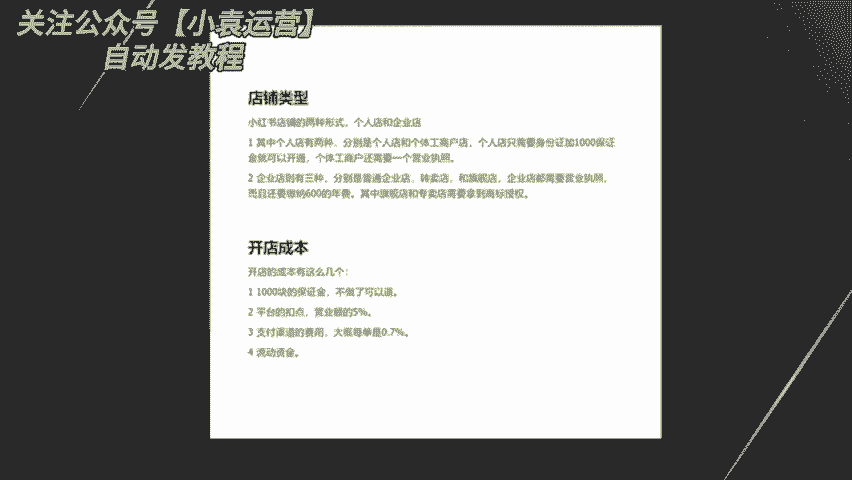 关注公众号【小袁运营】
自动发教程
店铺类型
小红书店铺的两种形式，个人店和企业店
1 其中个人店有两种，分别是个人店和个体工商户店，个人店只需要身份证加1000保证
金就可以开通，个体工商户还需要一个营业执照。
2 企业店则有三种，分别是普通企业店，转卖店，和旗舰店，企业店都需要营业执照，
而且还要缴纳600的年费。其中旗舰店和专卖店需要拿到商标授权。
开店成本
开店的成本有这么几个：
1 1000块的保证金，不做了可以退。
2 平台的扣点，营业额的5%。
3 支付渠道的费用，大概每单是0.7%。
4 流动资金。